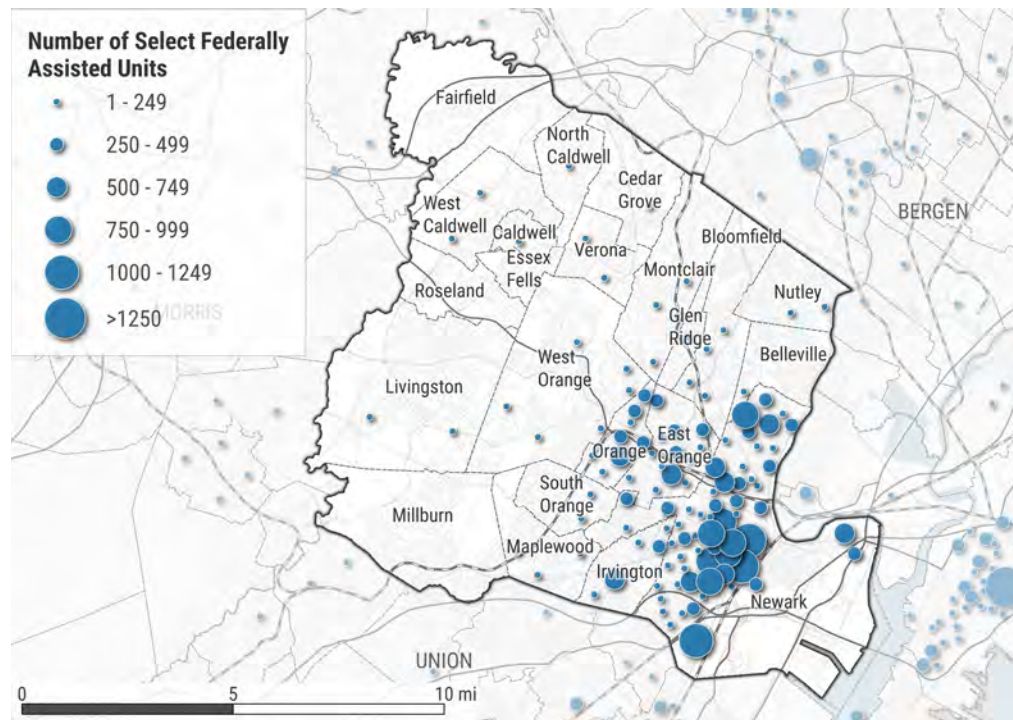 Number of Select Federally
Assisted Units
1 - 249
250 - 499
500 - 749
750 - 999
1000 - 1249
>1250
MORRIS
Fairfield
North
Caldwell
Cedar
Grove
BERGEN
West
Caldwell
Caldwell
Verona
Bloomfield
Essex
Fells
Roseland
Montclair
Nutley
Glen
Ridge
Belleville
West
Orange
Livingston
East
Orange
Orange
South
Orange
Millburn
Maplewood
Irvington
Newark
UNION
0 5 10 mi